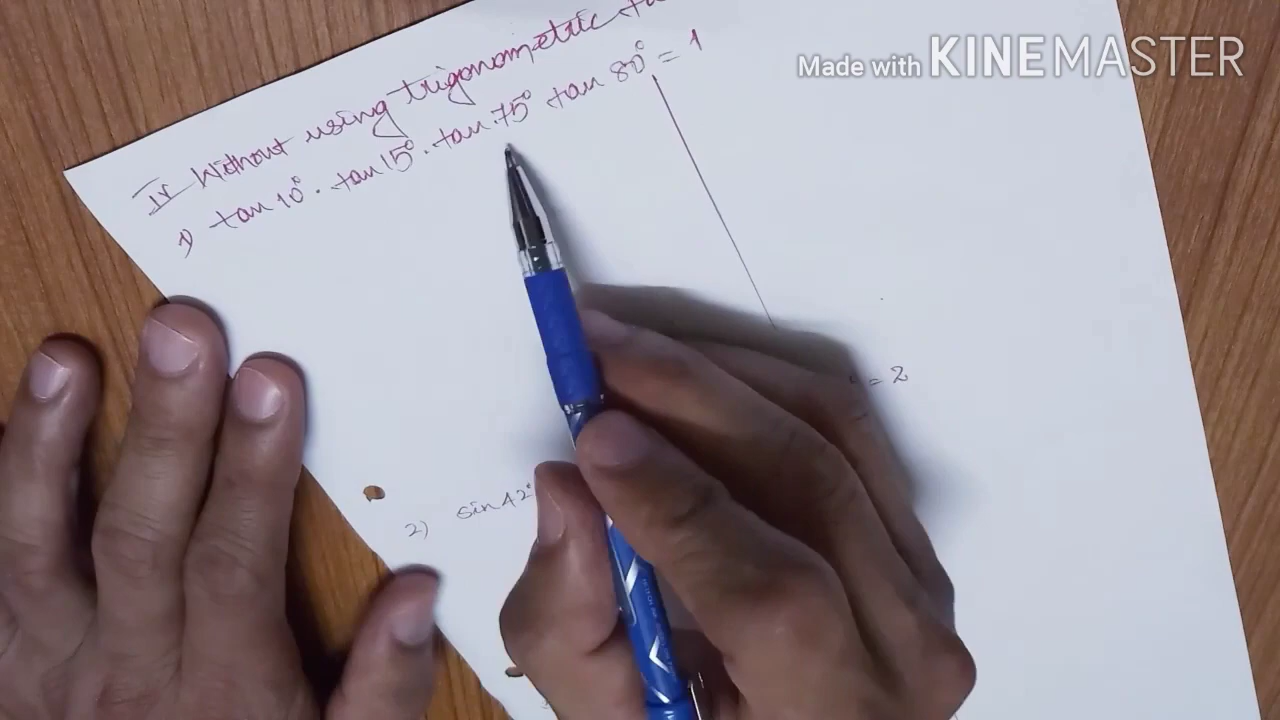 Made with KINEMASTER
IV Without using trigonometric
1) tan 10° . tan 15° . tan 75° tan 80° = 1
= 2
2) sin 42°